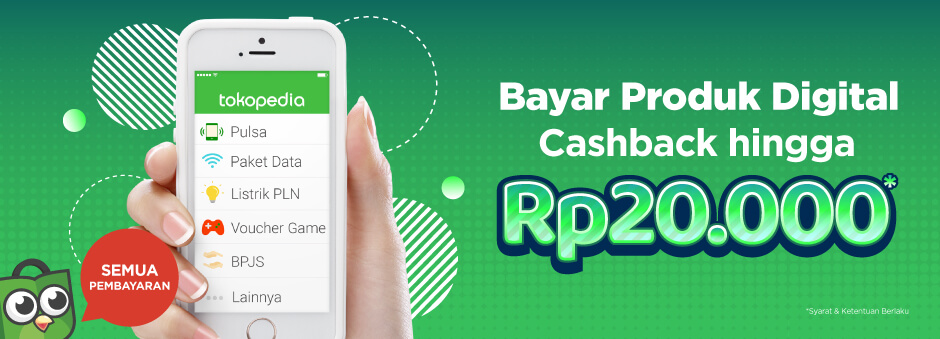 tokopedia
Pulsa
Paket Data
Listrik PLN
Voucher Game
BPJS
Lainnya
SEMUA
PEMBAYARAN
Bayar Produk Digital
Cashback hingga
Rp20.000*
*Syarat & Ketentuan Berlaku